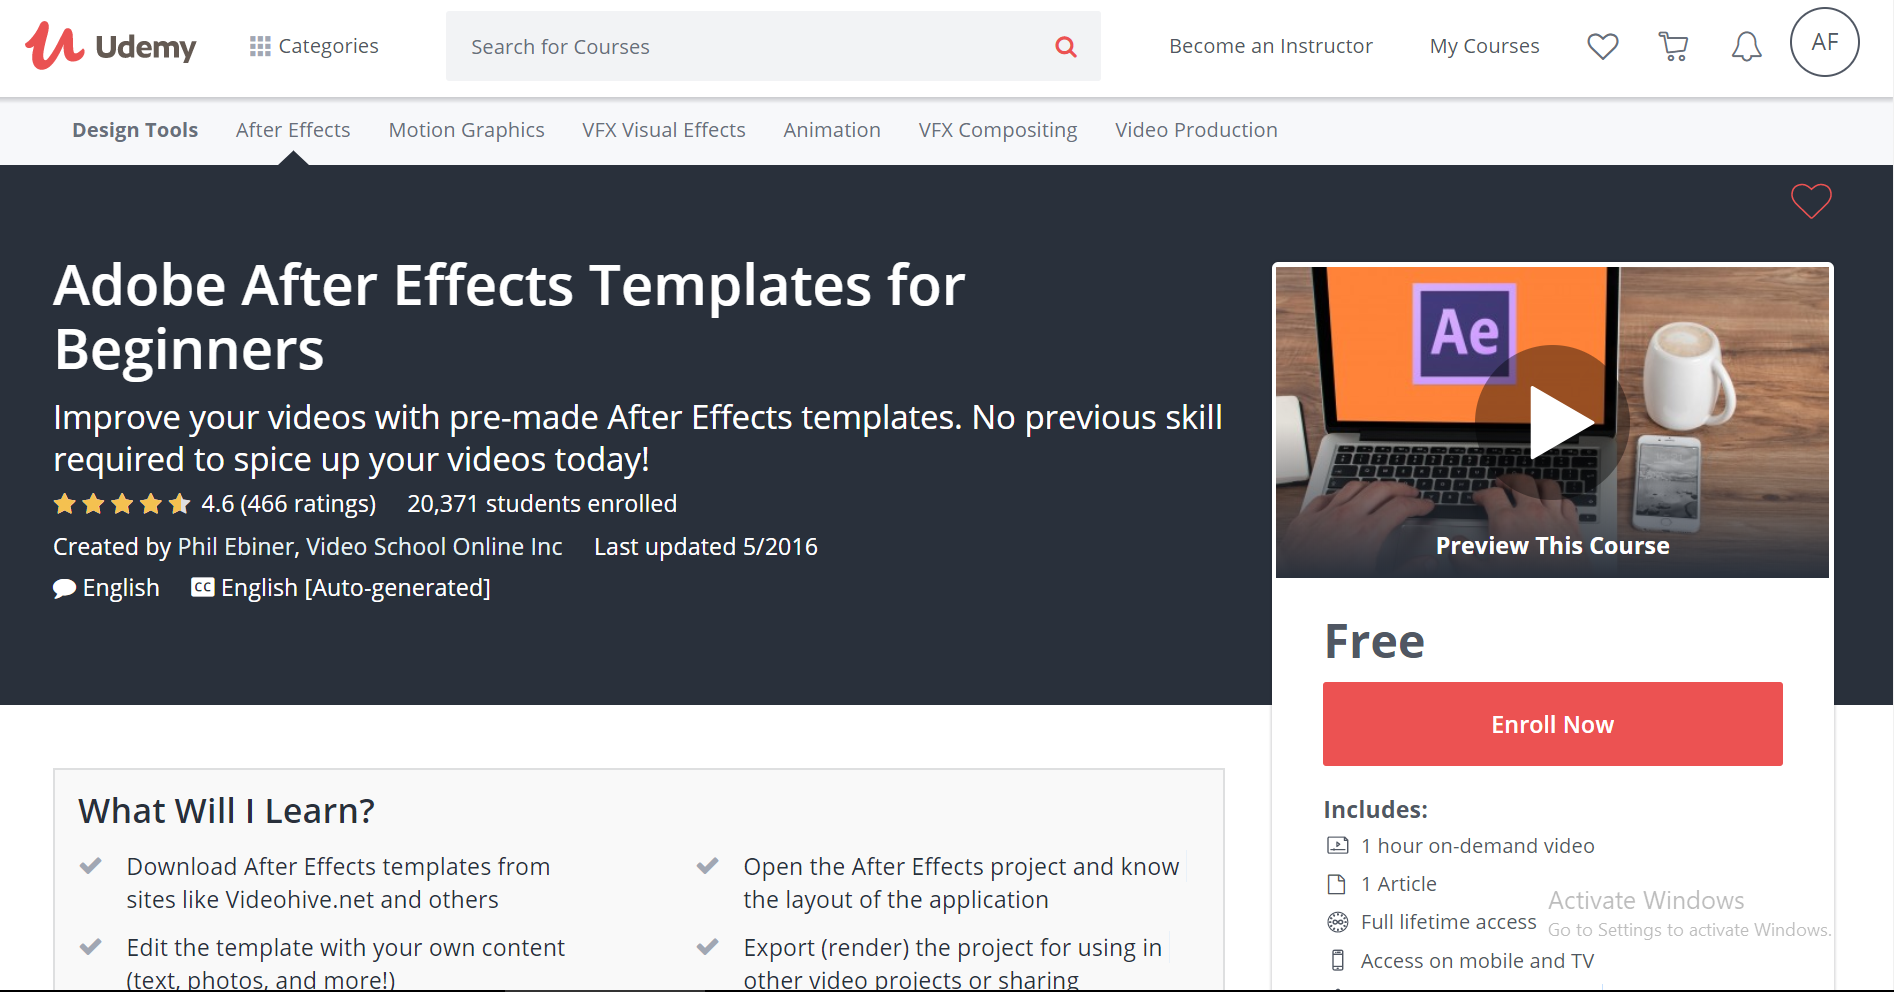 Udemy
Categories
Search for Courses
Become an Instructor
My Courses
AF
Design Tools
After Effects
Motion Graphics
VFX Visual Effects
Animation
VFX Compositing
Video Production
Adobe After Effects Templates for
Beginners
Improve your videos with pre-made After Effects templates. No previous skill
required to spice up your videos today!
4.6 (466 ratings)
20,371 students enrolled
Created by Phil Ebiner, Video School Online Inc
Last updated 5/2016
English
CC English [Auto-generated]
Ae
Preview This Course
Free
Enroll Now
Includes:
1 hour on-demand video
1 Article
Full lifetime access
Access on mobile and TV
Activate Windows
Go to Settings to activate Windows.
What Will I Learn?
Download After Effects templates from
sites like Videohive.net and others
Edit the template with your own content
(text, photos, and more!)
Open the After Effects project and know
the layout of the application
Export (render) the project for using in
other video projects or sharing